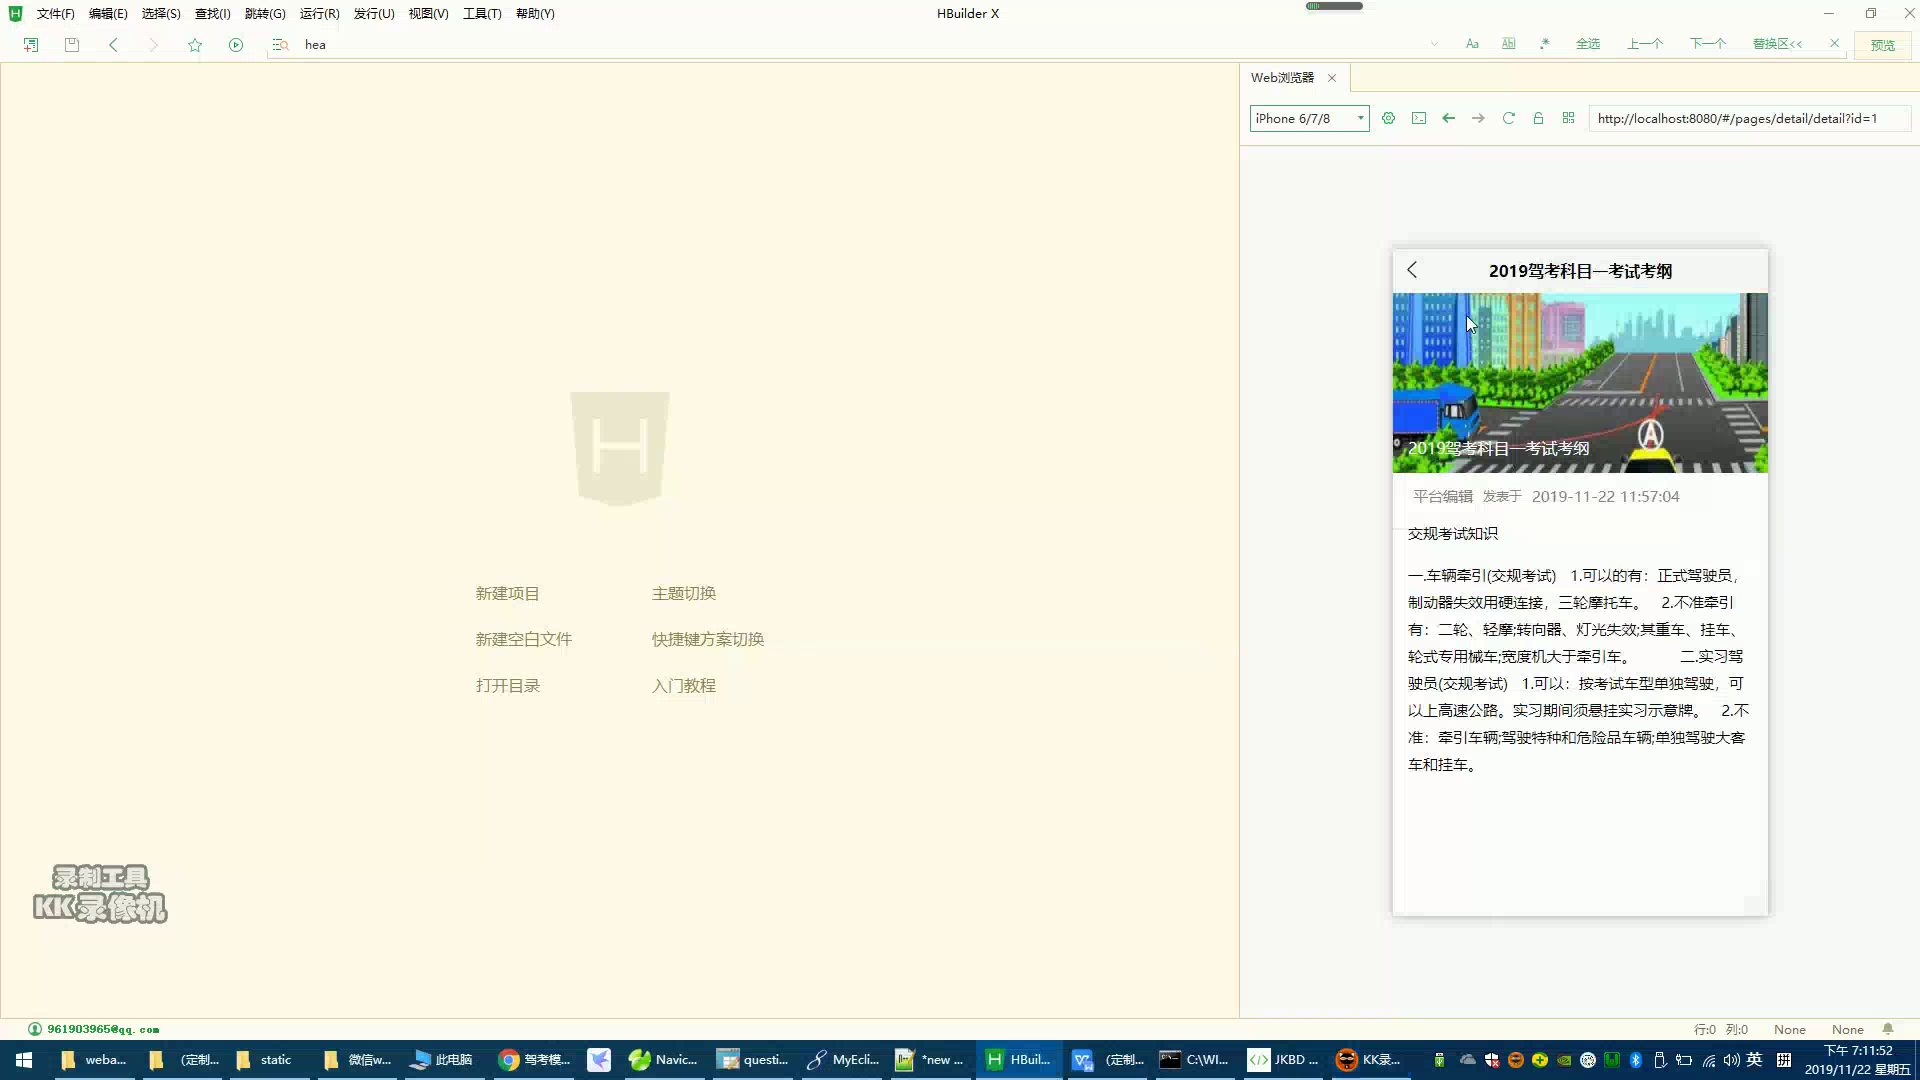 文件(F) 编辑(E) 选择(S) 查找(I) 跳转(G) 运行(R) 发行(U) 视图(V) 工具(T) 帮助(Y) HBuilder X
hea Aa 全选 上一个 下一个 替换区<< 预览
Web浏览器
iPhone 6/7/8 http://localhost:8080/#/pages/detail/detail?id=1
2019驾考科目一考试考纲
2019驾考科目一考试考纲
平台编辑 发表于 2019-11-22 11:57:04
交规考试知识
一.车辆牵引(交规考试) 1.可以的有：正式驾驶员，
制动器失效用硬连接，三轮摩托车。 2.不准牵引
有：二轮、轻摩;转向器、灯光失效;其重车、挂车、
轮式专用械车;宽度机大于牵引车。 二.实习驾
驶员(交规考试) 1.可以：按考试车型单独驾驶，可
以上高速公路。实习期间须悬挂实习示意牌。 2.不
准：牵引车辆;驾驶特种和危险品车辆;单独驾驶大客
车和挂车。
新建项目 主题切换
新建空白文件 快捷键方案切换
打开目录 入门教程
录制工具
KK录像机
961903965@qq.com 行:0 列:0 None None
weba... (定制... static 微信w... 此电脑 驾考模... Navic... questi... MyEcli... *new ... HBuil... (定制... C:\WI... JKBD ... KK录... 英
下午 7:11:52
2019/11/22 星期五